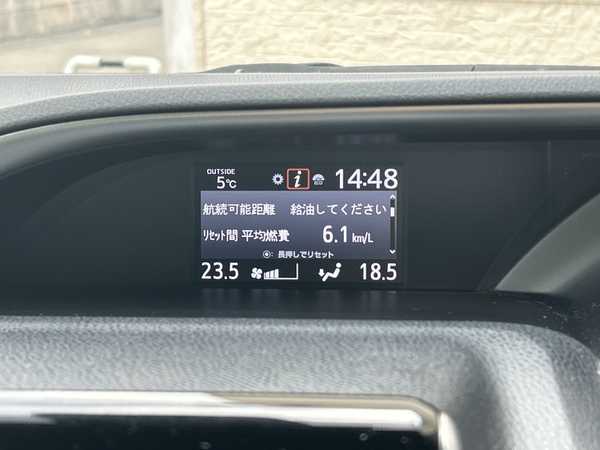 OUTSIDE
5℃
i
ECO
14:48
航続可能距離 給油してください
リセット間 平均燃費 6.1 km/L
長押しでリセット
23.5
18.5